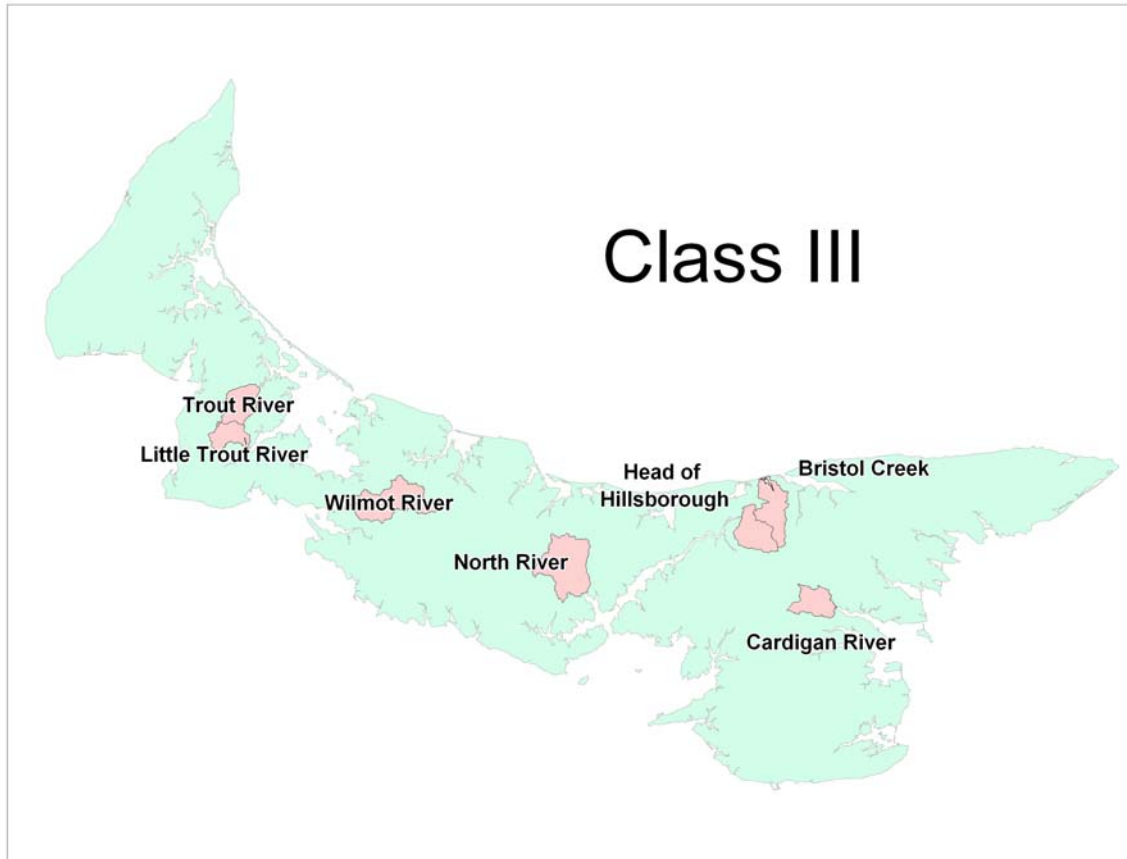 Class III
Trout River
Little Trout River
Wilmot River
North River
Head of
Hillsborough
Bristol Creek
Cardigan River